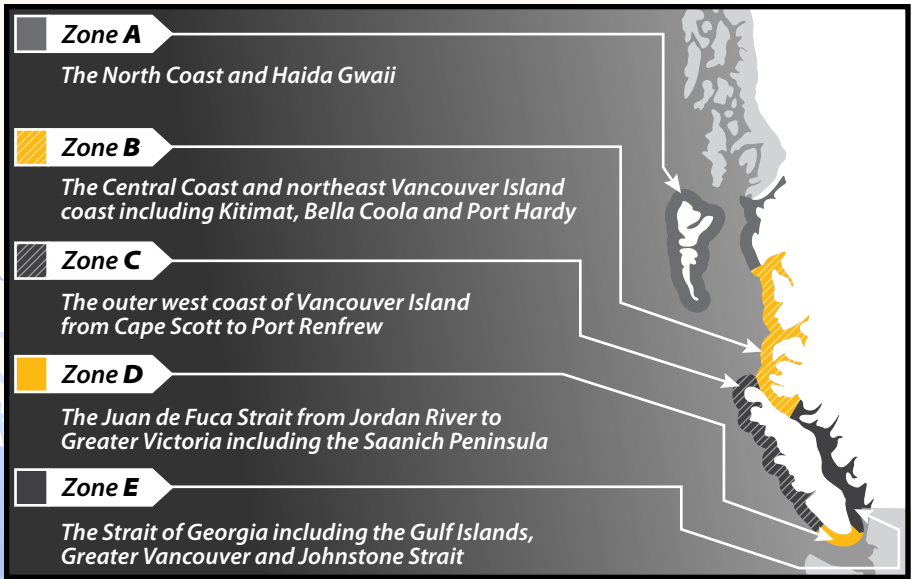 Zone A
The North Coast and Haida Gwaii
Zone B
The Central Coast and northeast Vancouver Island
coast including Kitimat, Bella Coola and Port Hardy
Zone C
The outer west coast of Vancouver Island
from Cape Scott to Port Renfrew
Zone D
The Juan de Fuca Strait from Jordan River to
Greater Victoria including the Saanich Peninsula
Zone E
The Strait of Georgia including the Gulf Islands,
Greater Vancouver and Johnstone Strait